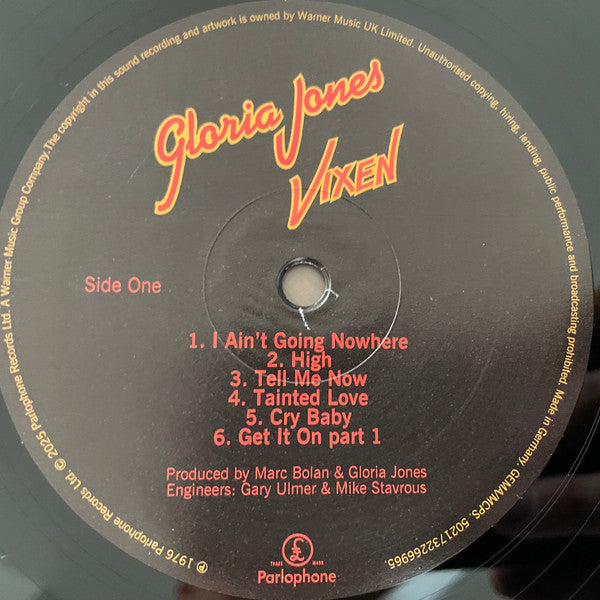 Gloria Jones
VIXEN
Side One
1. I Ain't Going Nowhere
2. High
3. Tell Me Now
4. Tainted Love
5. Cry Baby
6. Get It On part 1
Produced by Marc Bolan & Gloria Jones
Engineers: Gary Ulmer & Mike Stavrous
£
TRADE MARK
Parlophone
℗ 1976 Parlophone Records Ltd. © 2025 Parlophone Records Ltd. A Warner Music Group Company. The copyright in this sound recording and artwork is owned by Warner Music UK Limited. Unauthorised copying, hiring, lending, public performance and broadcasting prohibited. Made in Germany. GEMA/MCPS. 5021732266965.